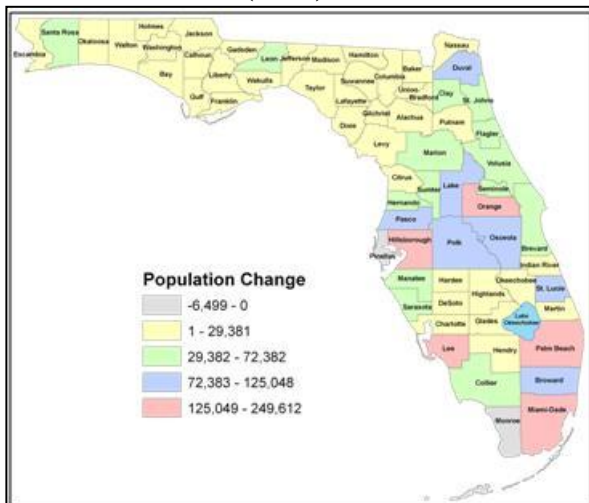 Holmes
Jackson
Santa Rosa
Okaloosa
Walton
Washington
Escambia
Bay
Calhoun
Gadsden
Leon
Jefferson
Madison
Hamilton
Liberty
Wakulla
Gulf
Franklin
Taylor
Suwannee
Columbia
Baker
Nassau
Duval
Lafayette
Union
Bradford
Clay
St. Johns
Dixie
Gilchrist
Alachua
Putnam
Flagler
Levy
Marion
Volusia
Citrus
Sumter
Lake
Seminole
Hernando
Orange
Pasco
Pinellas
Hillsborough
Polk
Osceola
Brevard
Indian River
Manatee
Hardee
Okeechobee
Highlands
St. Lucie
Sarasota
DeSoto
Martin
Charlotte
Glades
Lake
Okeechobee
Lee
Hendry
Palm Beach
Collier
Broward
Monroe
Miami-Dade
Population Change
-6,499 - 0
1 - 29,381
29,382 - 72,382
72,383 - 125,048
125,049 - 249,612